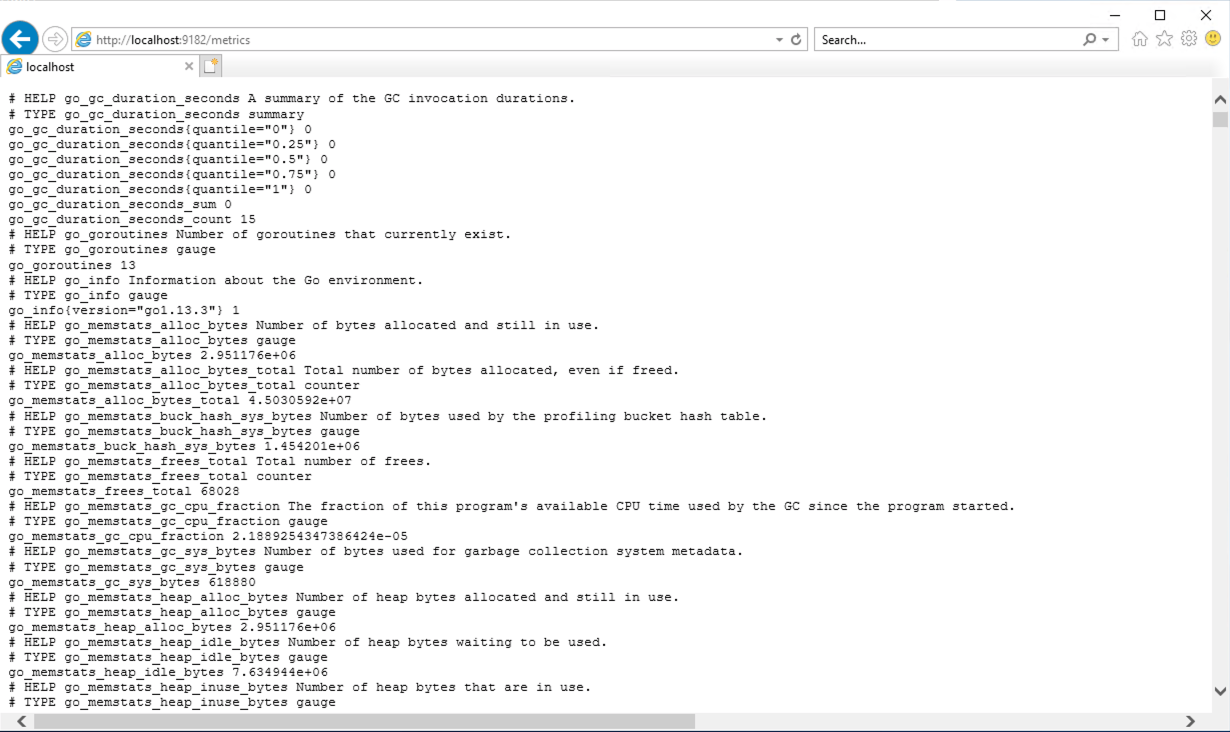 http://localhost:9182/metrics
Search...
localhost
# HELP go_gc_duration_seconds A summary of the GC invocation durations.
# TYPE go_gc_duration_seconds summary
go_gc_duration_seconds{quantile="0"} 0
go_gc_duration_seconds{quantile="0.25"} 0
go_gc_duration_seconds{quantile="0.5"} 0
go_gc_duration_seconds{quantile="0.75"} 0
go_gc_duration_seconds{quantile="1"} 0
go_gc_duration_seconds_sum 0
go_gc_duration_seconds_count 15
# HELP go_goroutines Number of goroutines that currently exist.
# TYPE go_goroutines gauge
go_goroutines 13
# HELP go_info Information about the Go environment.
# TYPE go_info gauge
go_info{version="go1.13.3"} 1
# HELP go_memstats_alloc_bytes Number of bytes allocated and still in use.
# TYPE go_memstats_alloc_bytes gauge
go_memstats_alloc_bytes 2.951176e+06
# HELP go_memstats_alloc_bytes_total Total number of bytes allocated, even if freed.
# TYPE go_memstats_alloc_bytes_total counter
go_memstats_alloc_bytes_total 4.5030592e+07
# HELP go_memstats_buck_hash_sys_bytes Number of bytes used by the profiling bucket hash table.
# TYPE go_memstats_buck_hash_sys_bytes gauge
go_memstats_buck_hash_sys_bytes 1.454201e+06
# HELP go_memstats_frees_total Total number of frees.
# TYPE go_memstats_frees_total counter
go_memstats_frees_total 68028
# HELP go_memstats_gc_cpu_fraction The fraction of this program's available CPU time used by the GC since the program started.
# TYPE go_memstats_gc_cpu_fraction gauge
go_memstats_gc_cpu_fraction 2.1889254347386424e-05
# HELP go_memstats_gc_sys_bytes Number of bytes used for garbage collection system metadata.
# TYPE go_memstats_gc_sys_bytes gauge
go_memstats_gc_sys_bytes 618880
# HELP go_memstats_heap_alloc_bytes Number of heap bytes allocated and still in use.
# TYPE go_memstats_heap_alloc_bytes gauge
go_memstats_heap_alloc_bytes 2.951176e+06
# HELP go_memstats_heap_idle_bytes Number of heap bytes waiting to be used.
# TYPE go_memstats_heap_idle_bytes gauge
go_memstats_heap_idle_bytes 7.634944e+06
# HELP go_memstats_heap_inuse_bytes Number of heap bytes that are in use.
# TYPE go_memstats_heap_inuse_bytes gauge